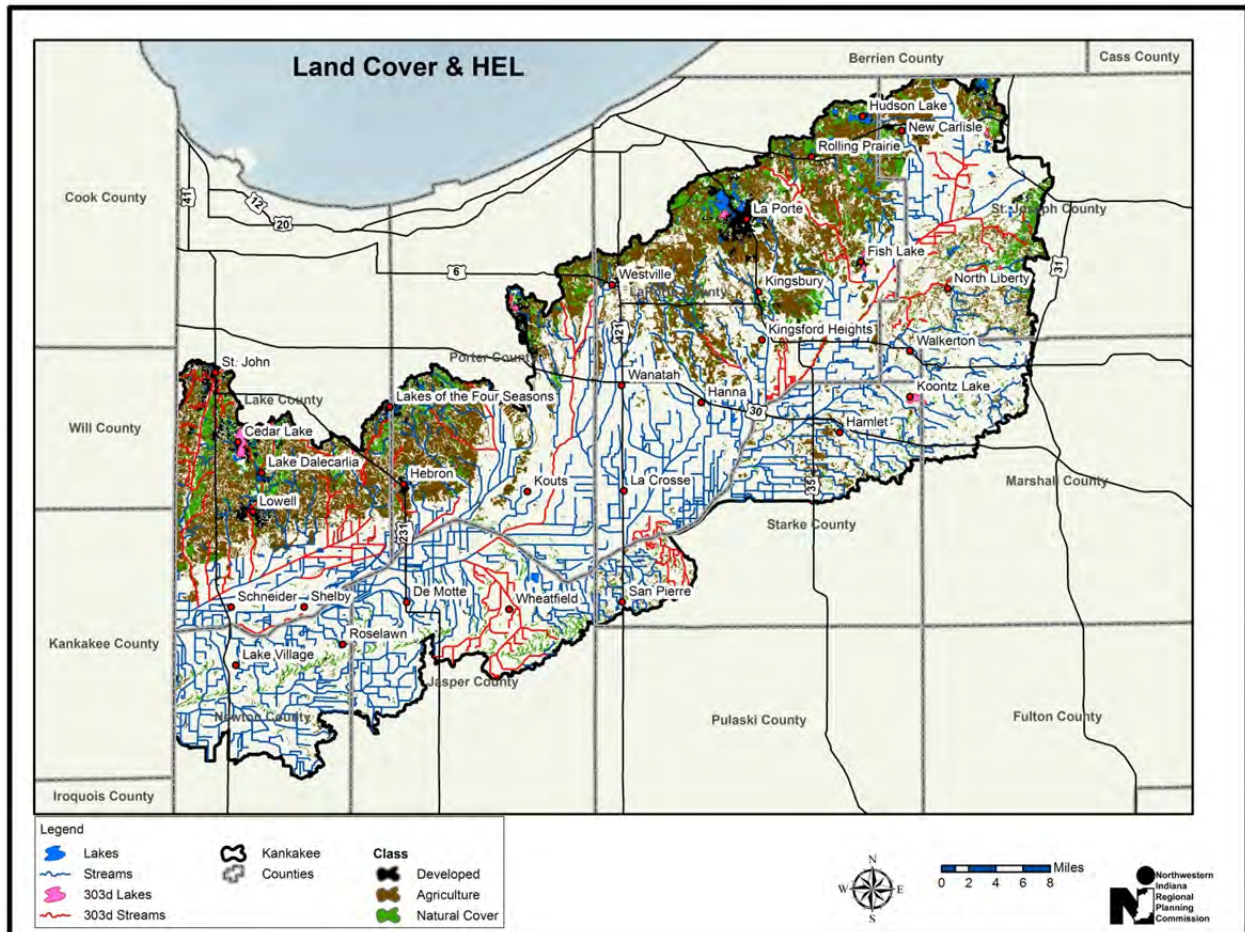 Land Cover & HEL
Berrien County
Cass County
Hudson Lake
New Carlisle
Rolling Prairie
Cook County
41
12
20
La Porte
St. Joseph County
31
Fish Lake
6
Westville
Kingsbury
North Liberty
421
Kingsford Heights
Porter County
Walkerton
St. John
Lake County
Wanatah
Koontz Lake
Lakes of the Four Seasons
Hanna
30
Will County
Cedar Lake
Hamlet
Lake Dalecarlia
Hebron
Kouts
La Crosse
35
Marshall County
Lowell
Starke County
231
Schneider
Shelby
De Motte
Wheatfield
San Pierre
Kankakee County
Roselawn
Lake Village
Jasper County
Newton County
Pulaski County
Fulton County
Iroquois County
Legend
Lakes
Streams
303d Lakes
303d Streams
Kankakee
Counties
Class
Developed
Agriculture
Natural Cover
N
W
E
S
Miles
0 2 4 6 8
Northwestern
Indiana
Regional
Planning
Commission